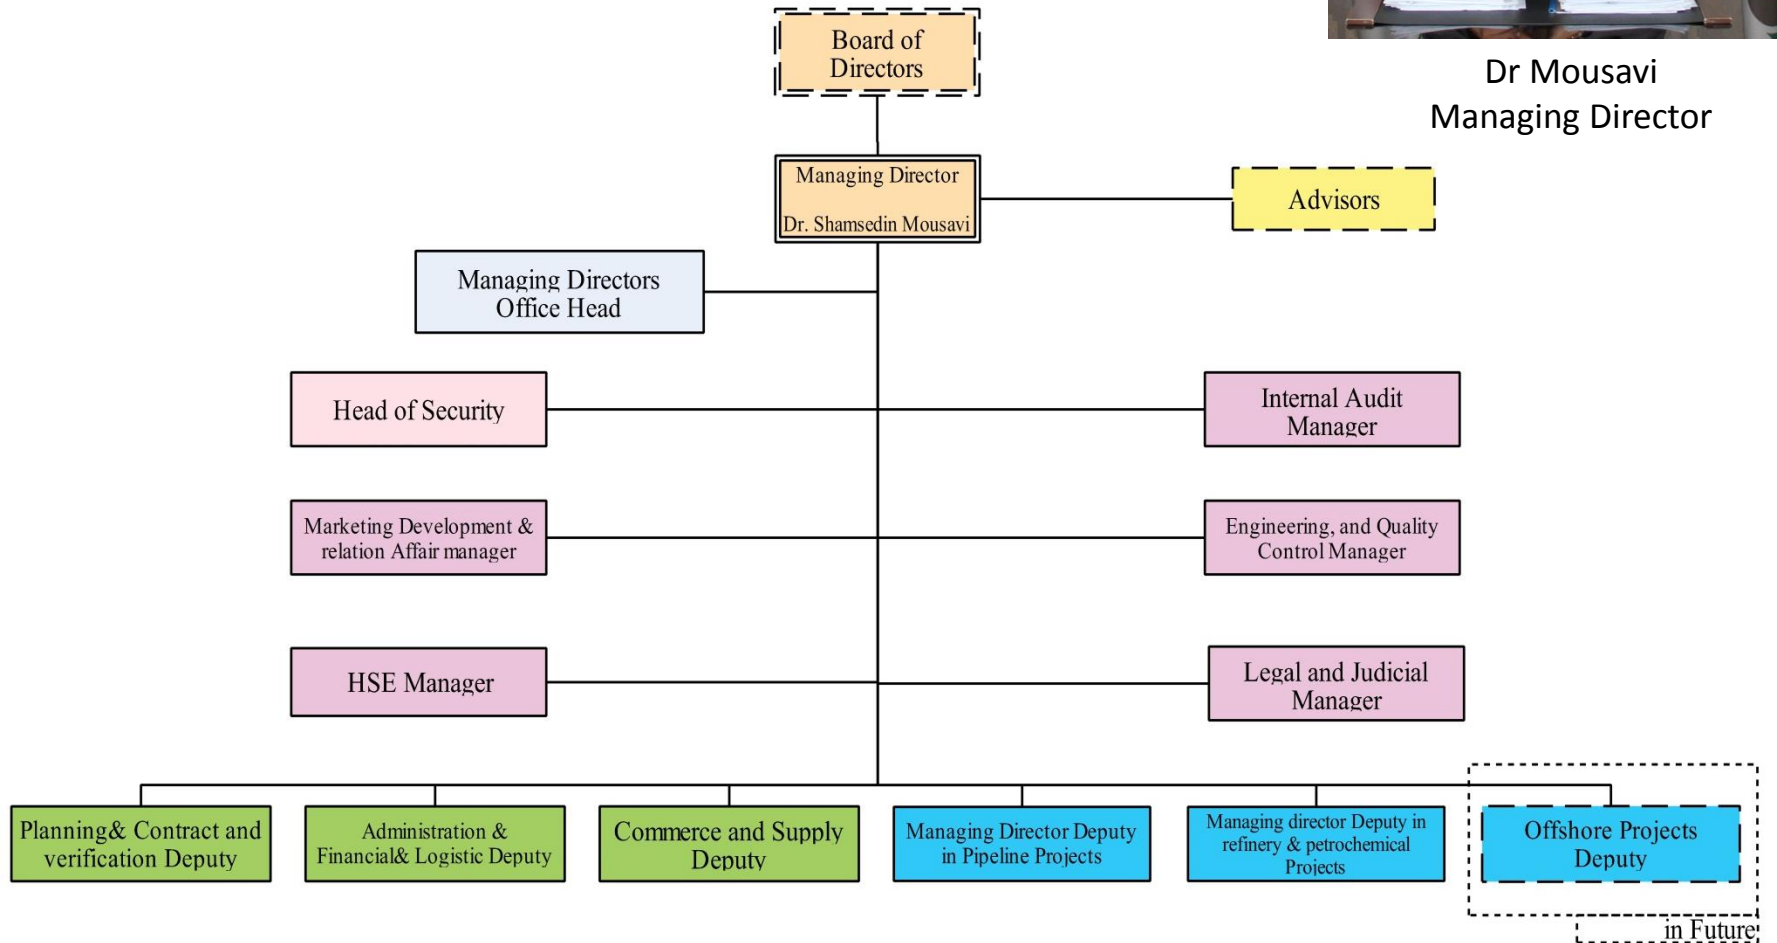 Board of
Directors
Dr Mousavi
Managing Director
Managing Director
Dr. Shamsedin Mousavi
Advisors
Managing Directors
Office Head
Head of Security
Internal Audit
Manager
Marketing Development &
relation Affair manager
Engineering, and Quality
Control Manager
HSE Manager
Legal and Judicial
Manager
Planning& Contract and
verification Deputy
Administration &
Financial& Logistic Deputy
Commerce and Supply
Deputy
Managing Director Deputy
in Pipeline Projects
Managing director Deputy in
refinery & petrochemical
Projects
Offshore Projects
Deputy
in Future